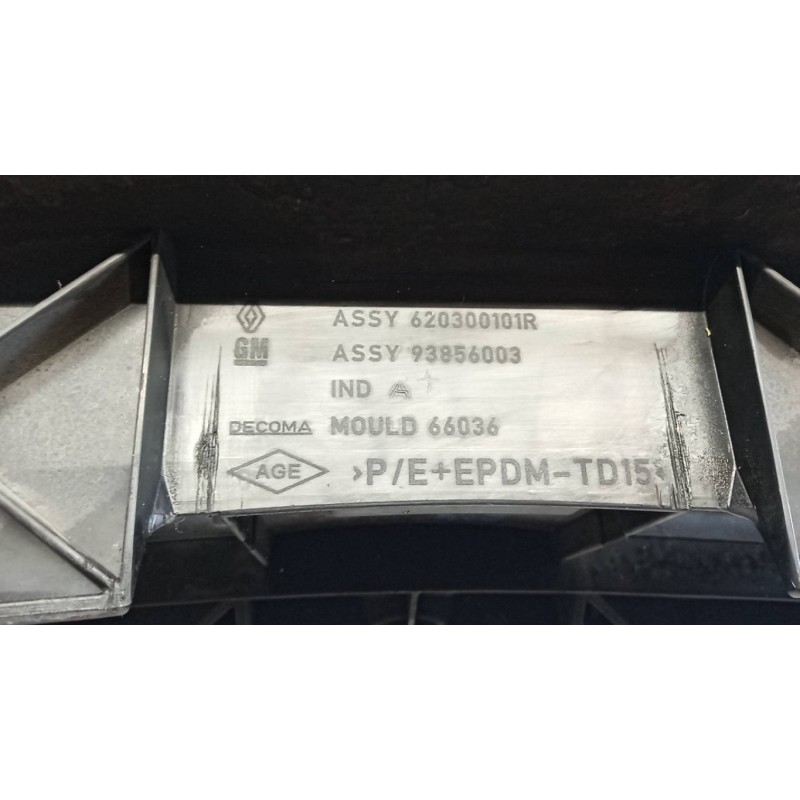 ASSY 620300101R
GM ASSY 93856003
IND A
DECOMA MOULD 66036
AGE >P/E+EPDM-TD15<